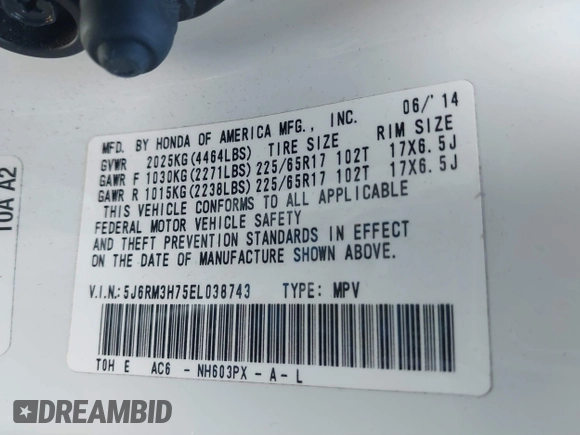 MFD. BY HONDA OF AMERICA MFG., INC. 06/'14
GVWR 2025KG(4464LBS) TIRE SIZE RIM SIZE
GAWR F 1030KG(2271LBS) 225/65R17 102T 17X6.5J
GAWR R 1015KG(2238LBS) 225/65R17 102T 17X6.5J
THIS VEHICLE CONFORMS TO ALL APPLICABLE
FEDERAL MOTOR VEHICLE SAFETY
AND THEFT PREVENTION STANDARDS IN EFFECT
ON THE DATE OF MANUFACTURE SHOWN ABOVE.
V.I.N.:5J6RM3H75EL038743 TYPE: MPV
T0H E AC6 - NH603PX - A - L
T0A A2
DREAMBID